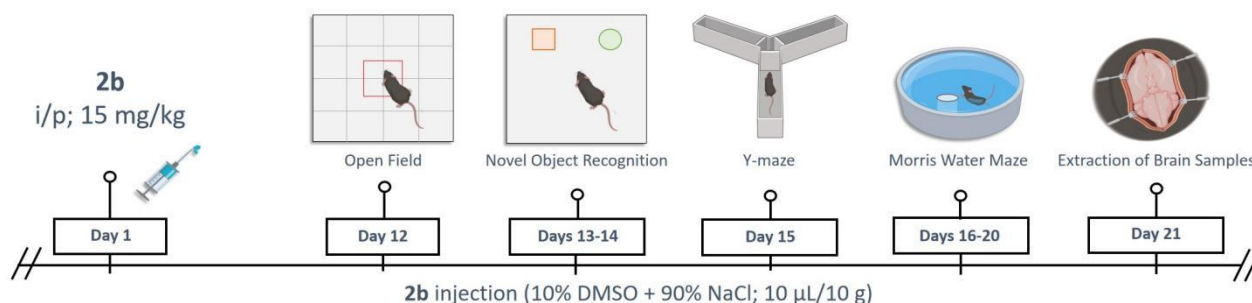 2b
i/p; 15 mg/kg
Open Field
Novel Object Recognition
Y-maze
Morris Water Maze
Extraction of Brain Samples
Day 1
Day 12
Days 13-14
Day 15
Days 16-20
Day 21
2b injection (10% DMSO + 90% NaCl; 10 µL/10 g)